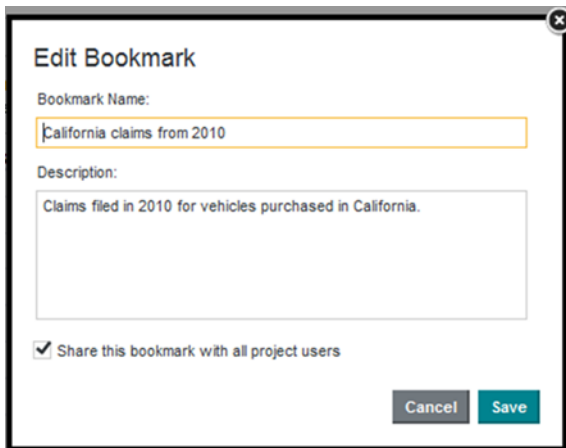 Edit Bookmark
Bookmark Name:
California claims from 2010
Description:
Claims filed in 2010 for vehicles purchased in California.
Share this bookmark with all project users
Cancel Save